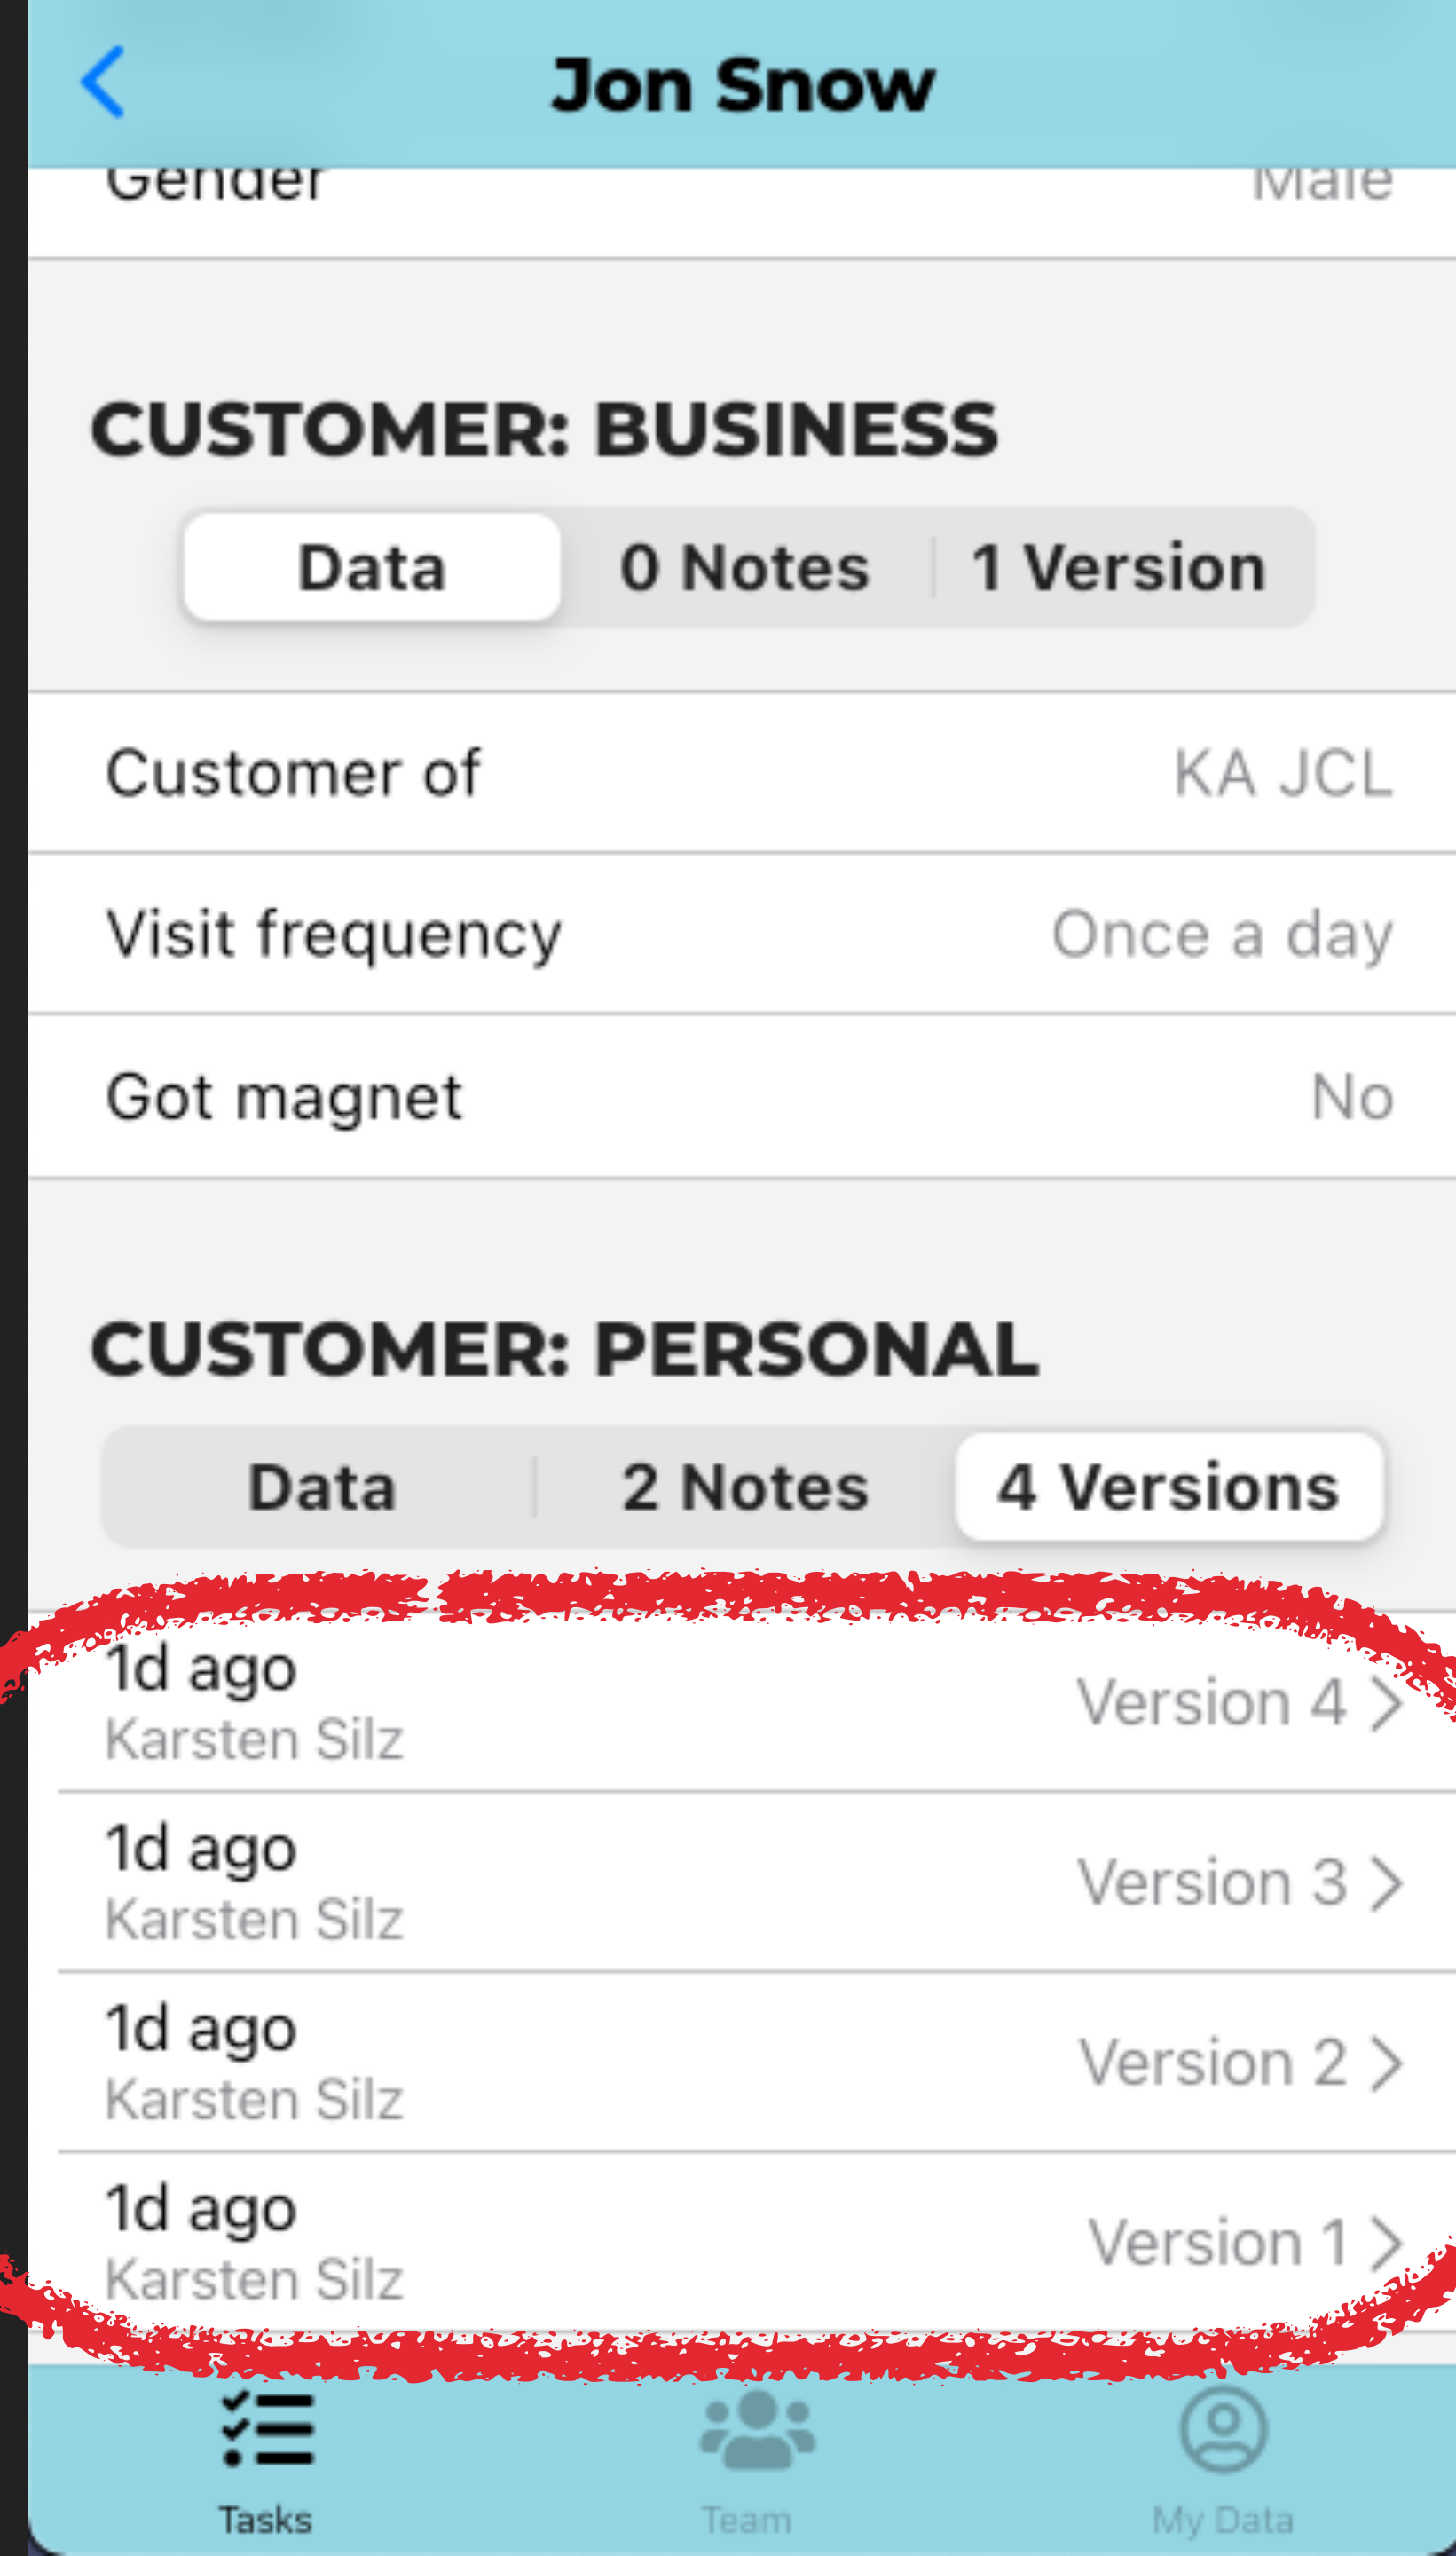 Jon Snow
Gender Male
CUSTOMER: BUSINESS
Data 0 Notes 1 Version
Customer of KA JCL
Visit frequency Once a day
Got magnet No
CUSTOMER: PERSONAL
Data 2 Notes 4 Versions
1d ago
Version 4
Karsten Silz
1d ago
Version 3
Karsten Silz
1d ago
Version 2
Karsten Silz
1d ago
Version 1
Karsten Silz
Tasks Team My Data